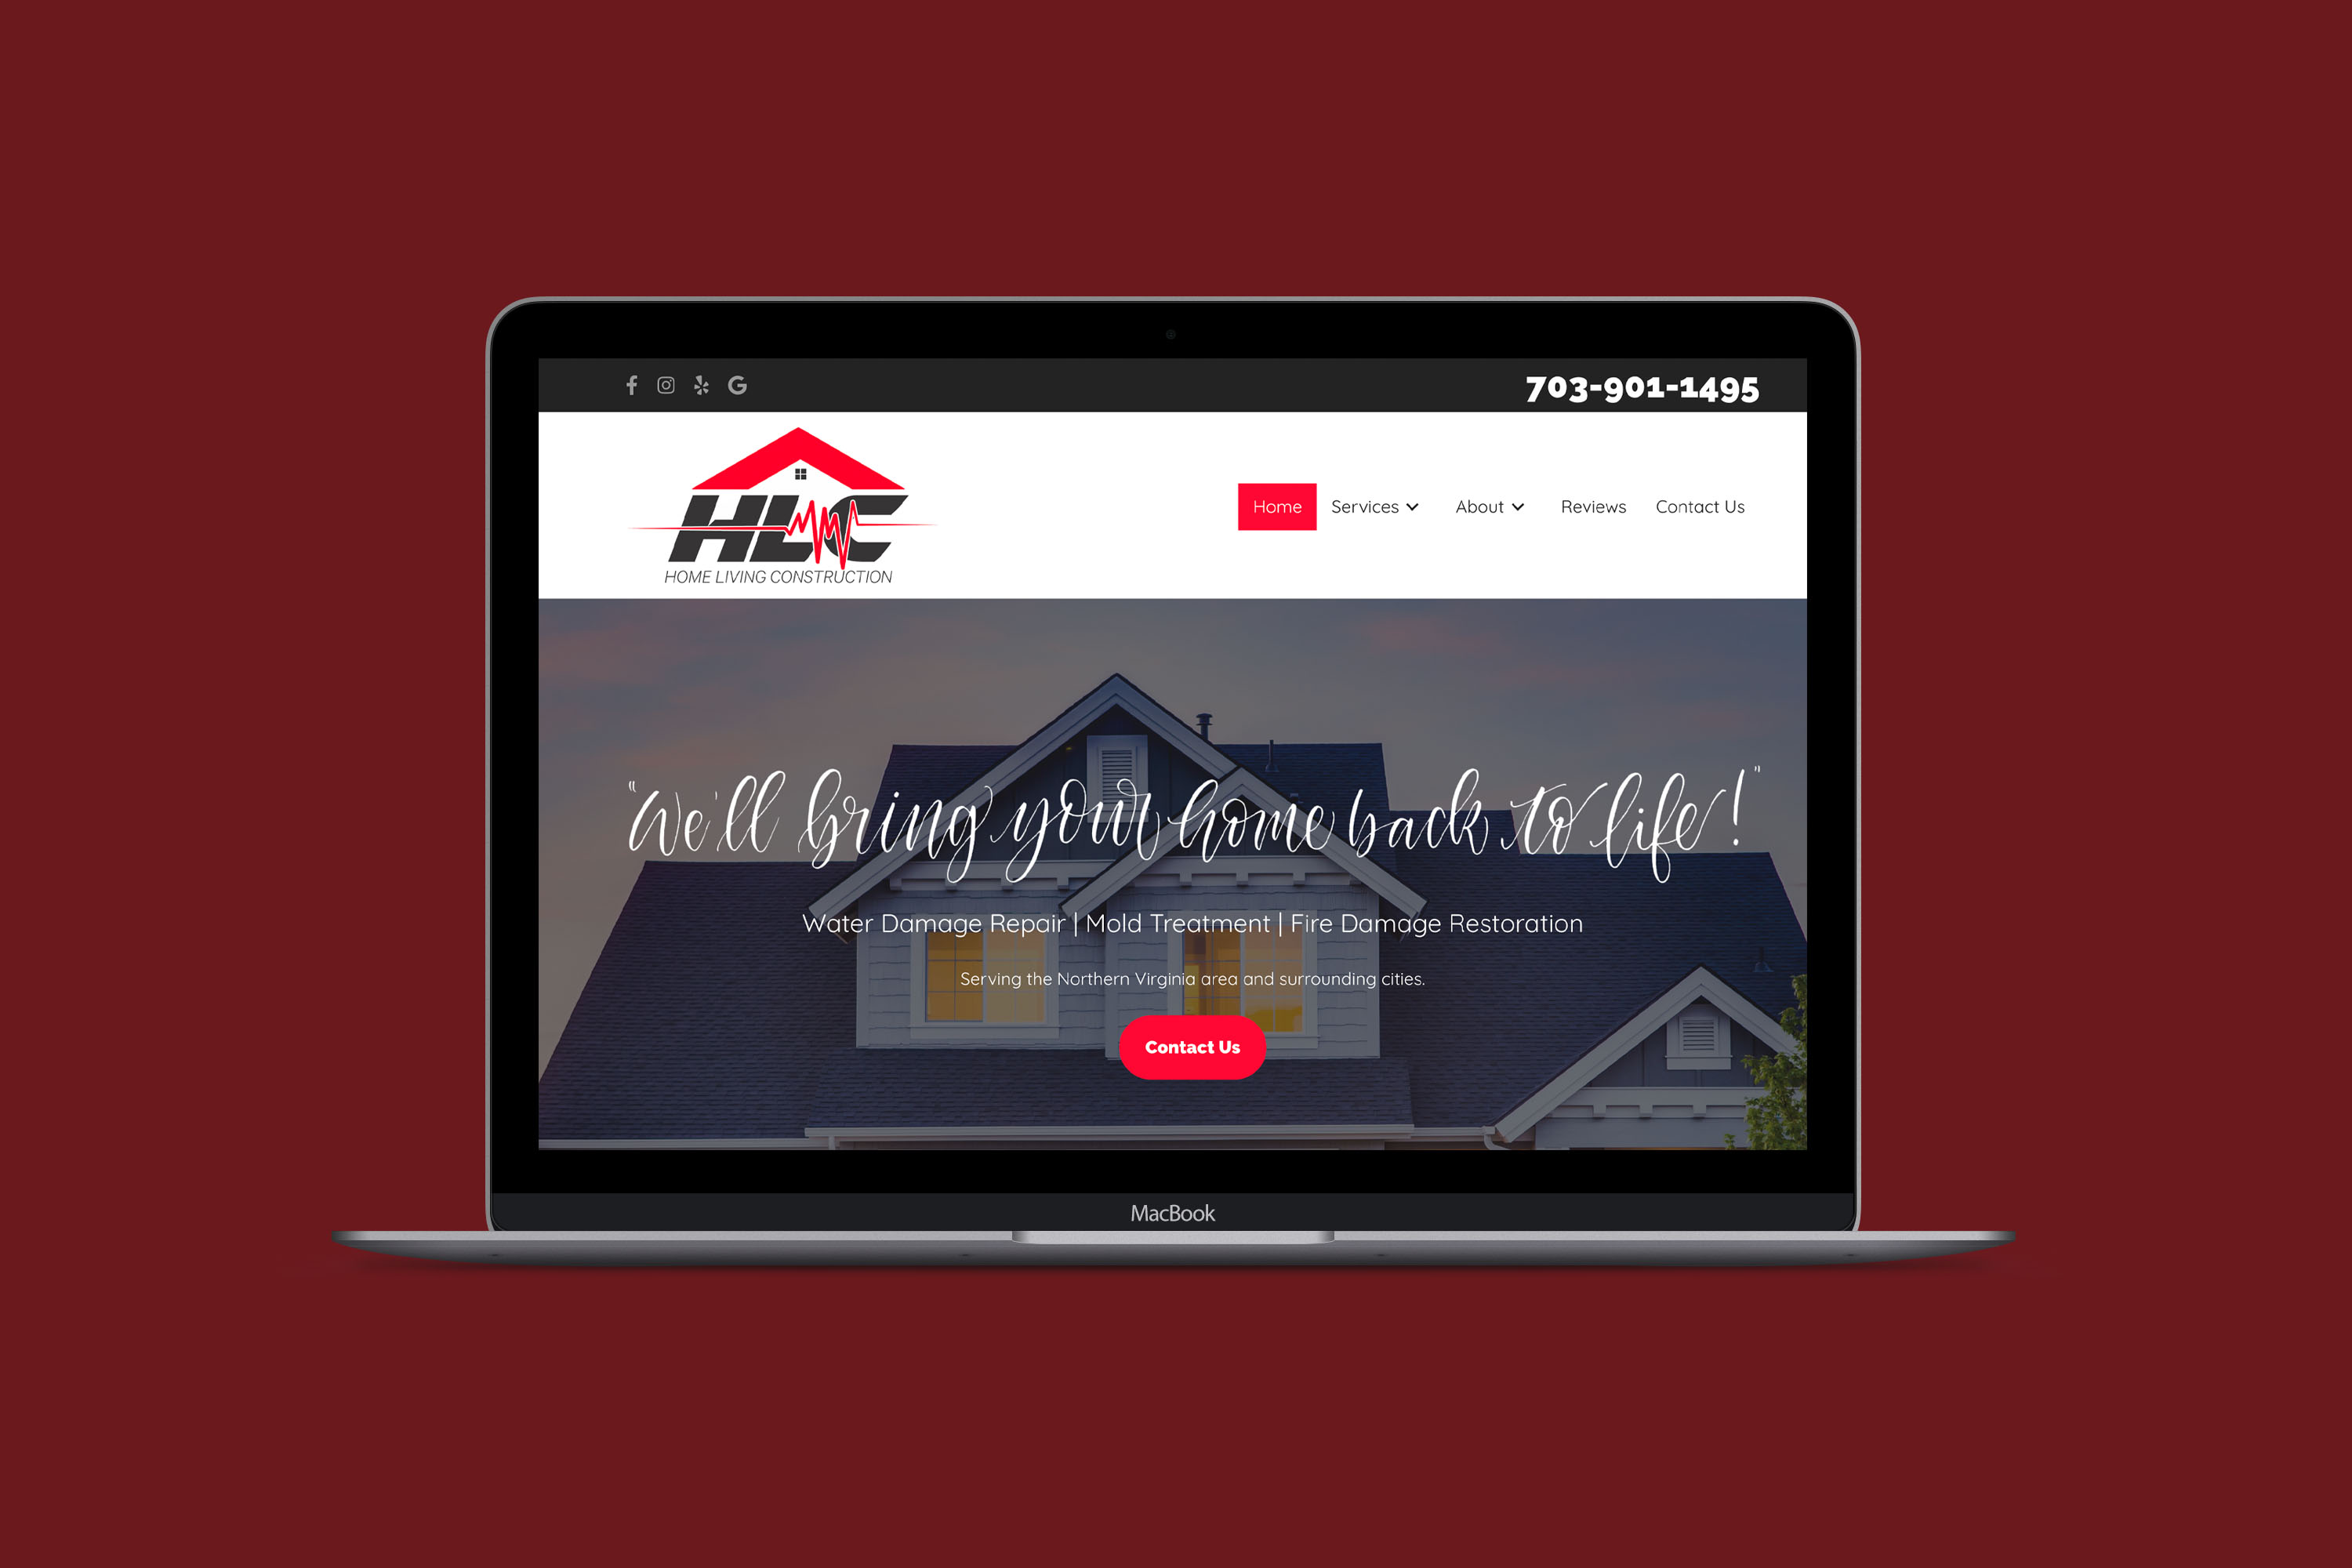 703-901-1495
HLC
HOME LIVING CONSTRUCTION
Home Services About Reviews Contact Us
"We'll bring your home back to life!"
Water Damage Repair | Mold Treatment | Fire Damage Restoration
Serving the Northern Virginia area and surrounding cities.
Contact Us
MacBook